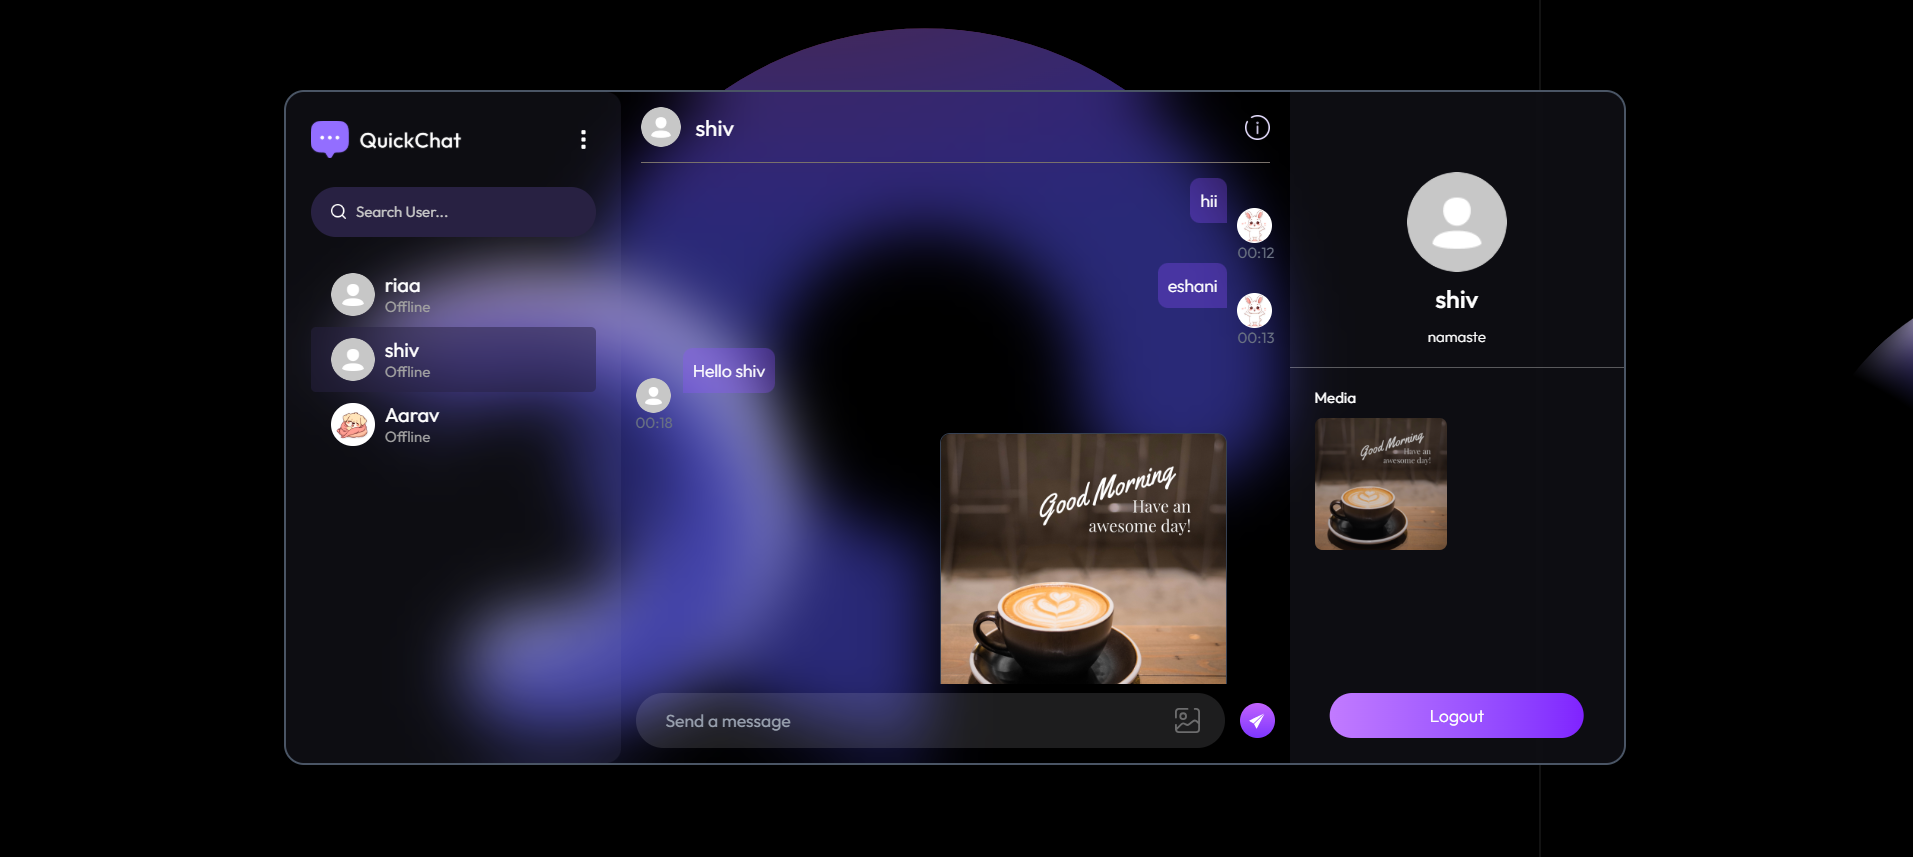 QuickChat
Search User...
riaa
Offline
shiv
Offline
Aarav
Offline
shiv
hii
00:12
eshani
00:13
Hello shiv
00:18
Good Morning
Have an
awesome day!
Send a message
shiv
namaste
Media
Good Morning
Have an
awesome day!
Logout